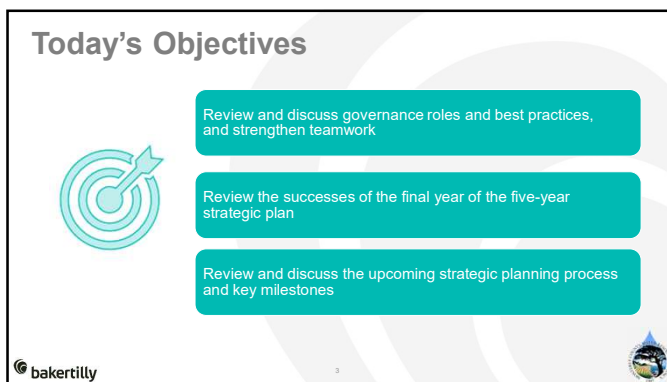 Today's Objectives
Review and discuss governance roles and best practices,
and strengthen teamwork
Review the successes of the final year of the five-year
strategic plan
Review and discuss the upcoming strategic planning process
and key milestones
bakertilly
3